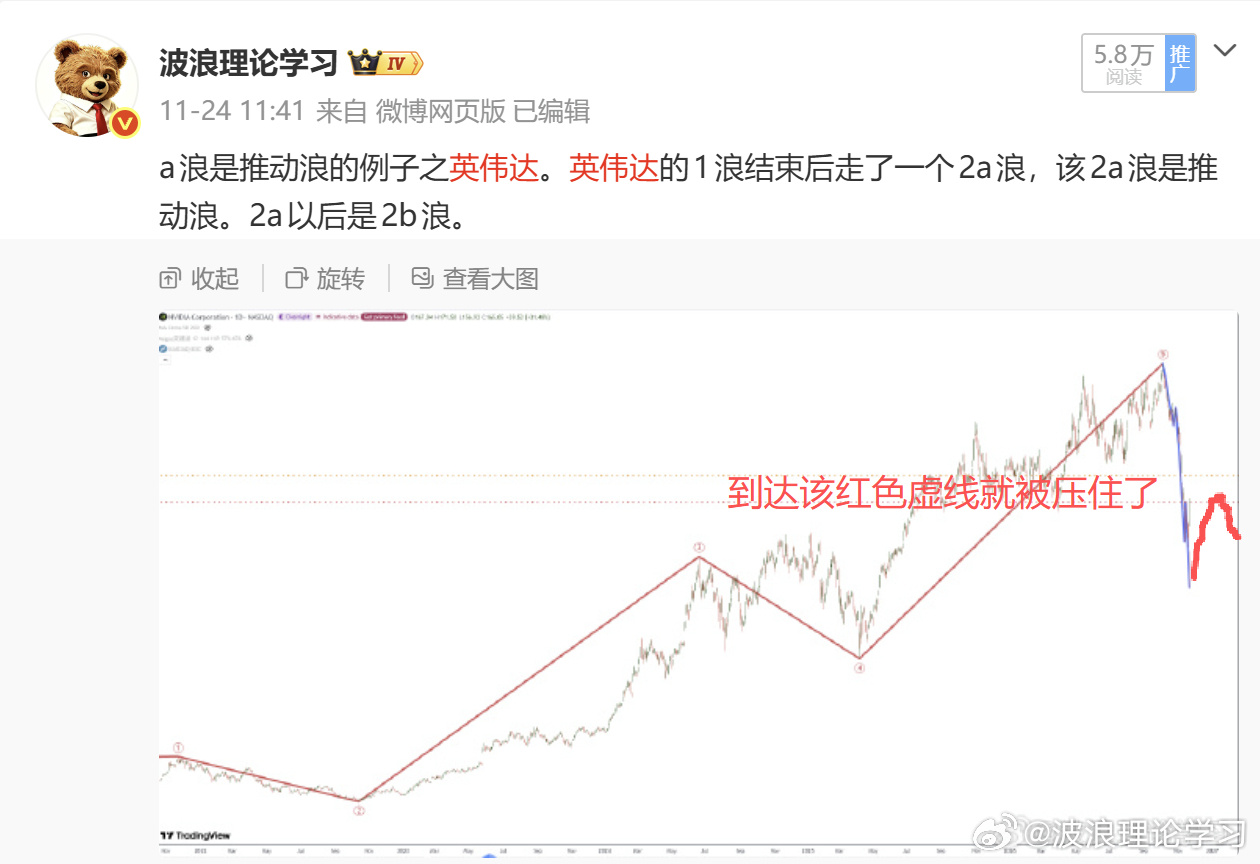 波浪理论学习 IV
5.8万
阅读
推广
11-24 11:41 来自 微博网页版 已编辑
a浪是推动浪的例子之英伟达。英伟达的1浪结束后走了一个2a浪，该2a浪是推
动浪。2a以后是2b浪。
收起 旋转 查看大图
NVIDIA Corporation · 1D · NASDAQ
到达该红色虚线就被压住了
TradingView
@波浪理论学习